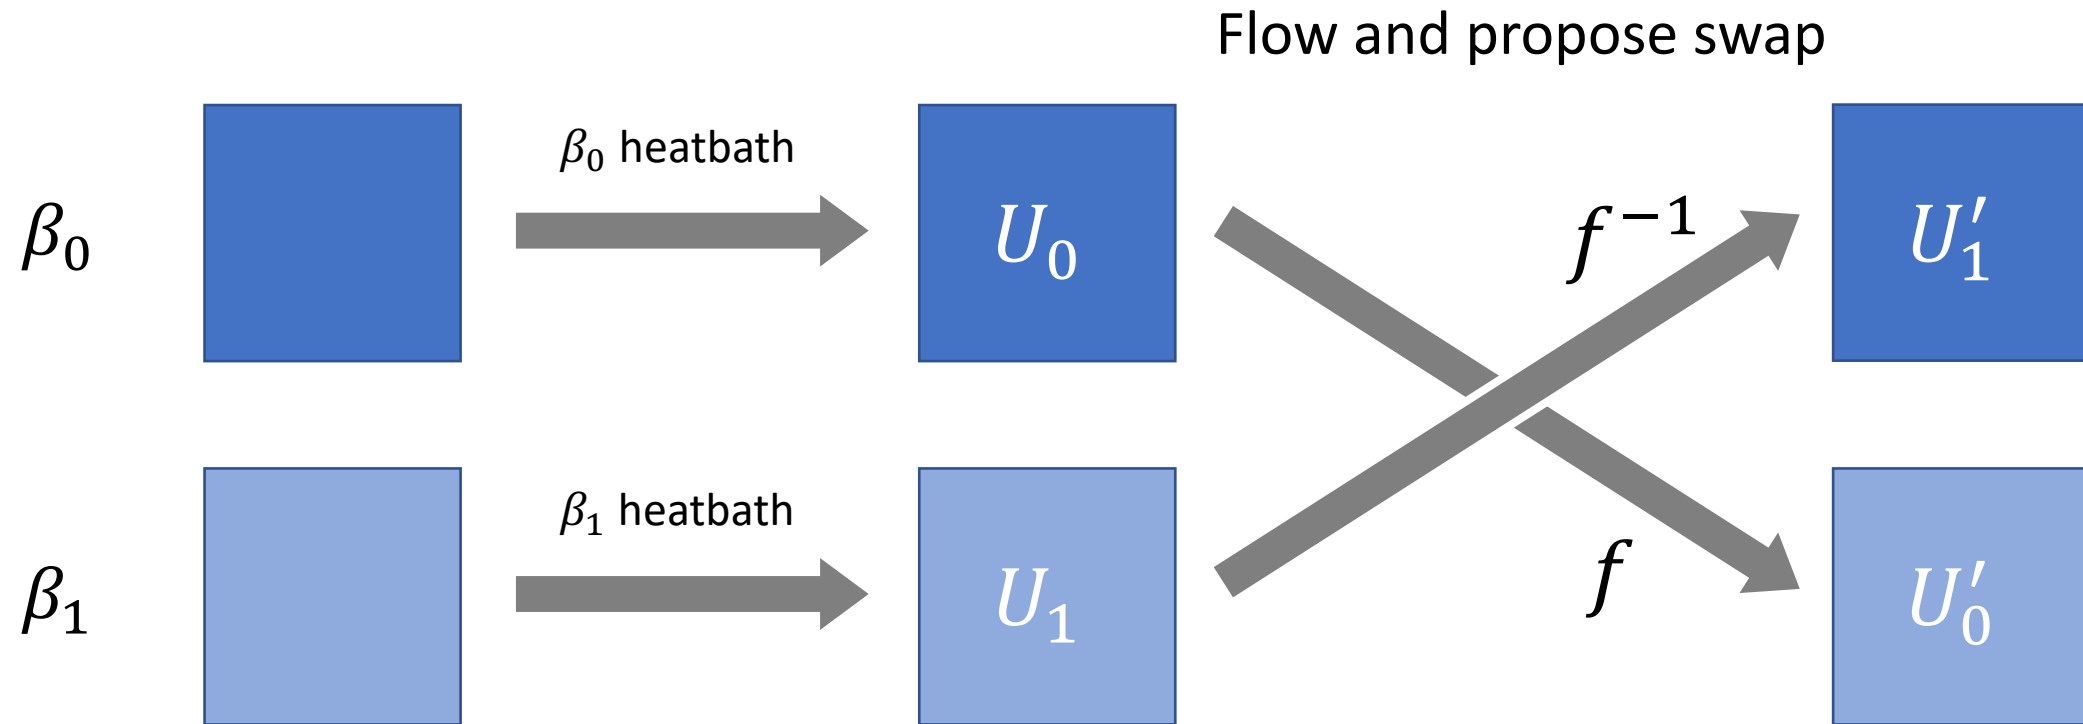 Flow and propose swap
β₀
β₀ heatbath
U₀
f⁻¹
U′₁
β₁
β₁ heatbath
U₁
f
U′₀